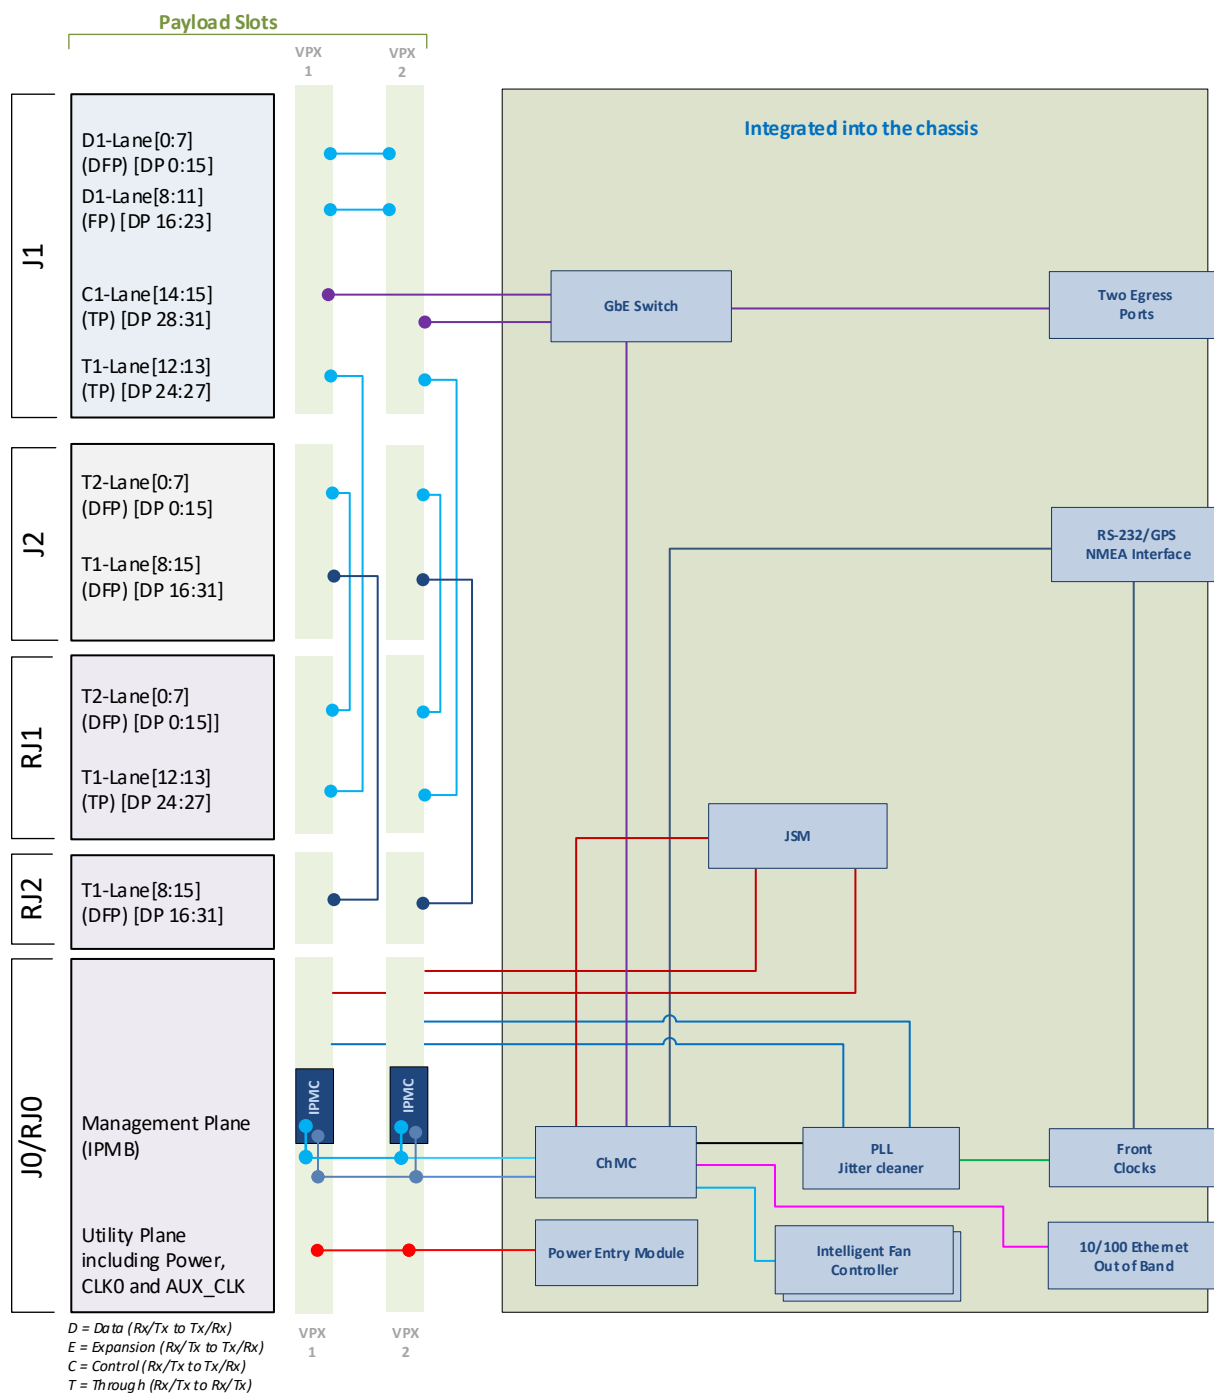 Payload Slots
VPX
1
VPX
2
J1
D1-Lane[0:7]
(DFP) [DP 0:15]
D1-Lane[8:11]
(FP) [DP 16:23]
C1-Lane[14:15]
(TP) [DP 28:31]
T1-Lane[12:13]
(TP) [DP 24:27]
Integrated into the chassis
GbE Switch
Two Egress
Ports
J2
T2-Lane[0:7]
(DFP) [DP 0:15]
T1-Lane[8:15]
(DFP) [DP 16:31]
RS-232/GPS
NMEA Interface
RJ1
T2-Lane[0:7]
(DFP) [DP 0:15]]
T1-Lane[12:13]
(TP) [DP 24:27]
JSM
RJ2
T1-Lane[8:15]
(DFP) [DP 16:31]
J0/RJ0
Management Plane
(IPMB)
Utility Plane
including Power,
CLK0 and AUX_CLK
IPMC
IPMC
ChMC
PLL
Jitter cleaner
Front
Clocks
Power Entry Module
Intelligent Fan
Controller
10/100 Ethernet
Out of Band
D = Data (Rx/Tx to Tx/Rx)
E = Expansion (Rx/Tx to Tx/Rx)
C = Control (Rx/Tx to Tx/Rx)
T = Through (Rx/Tx to Rx/Tx)
VPX
1
VPX
2